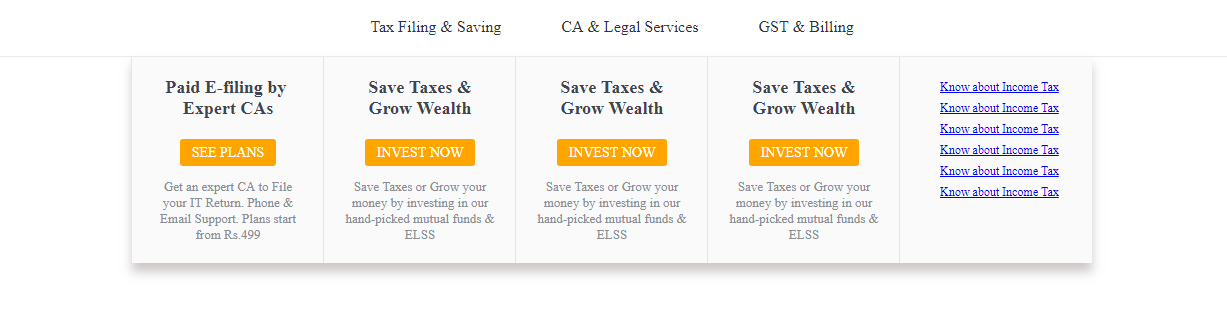 Tax Filing & Saving
CA & Legal Services
GST & Billing
Paid E-filing by
Expert CAs
SEE PLANS
Get an expert CA to File
your IT Return. Phone &
Email Support. Plans start
from Rs.499
Save Taxes &
Grow Wealth
INVEST NOW
Save Taxes or Grow your
money by investing in our
hand-picked mutual funds &
ELSS
Save Taxes &
Grow Wealth
INVEST NOW
Save Taxes or Grow your
money by investing in our
hand-picked mutual funds &
ELSS
Save Taxes &
Grow Wealth
INVEST NOW
Save Taxes or Grow your
money by investing in our
hand-picked mutual funds &
ELSS
Know about Income Tax
Know about Income Tax
Know about Income Tax
Know about Income Tax
Know about Income Tax
Know about Income Tax